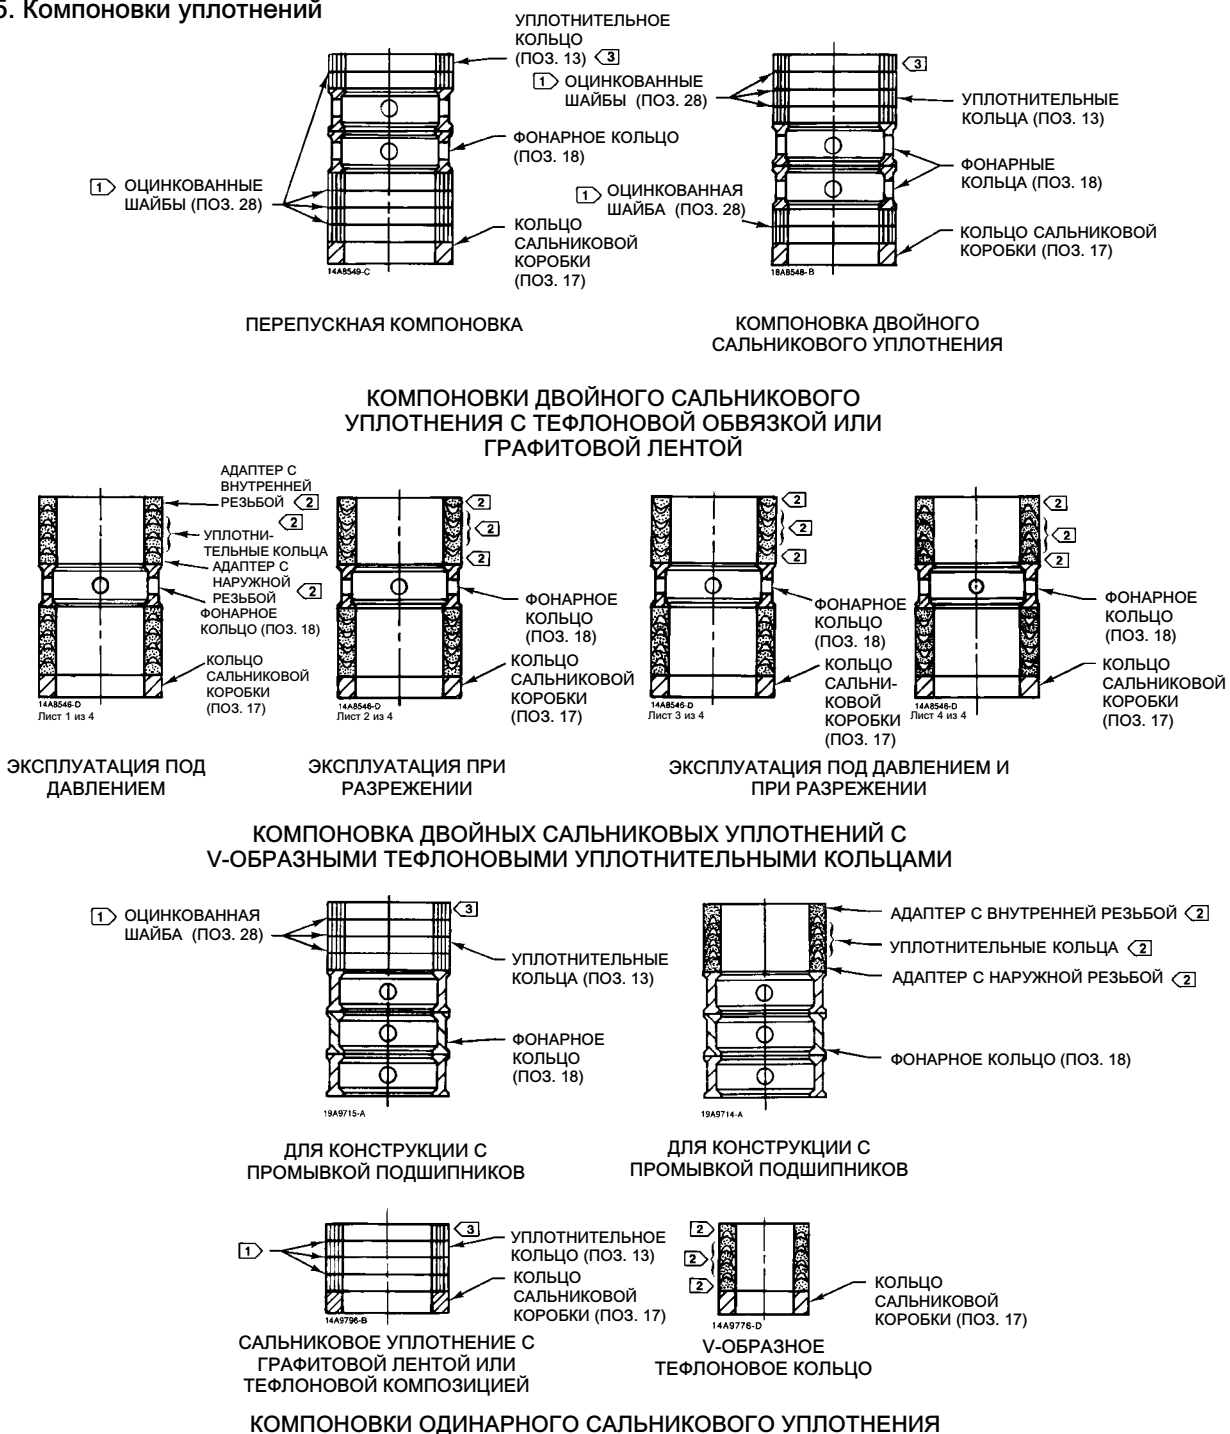 5. Компоновки уплотнений
УПЛОТНИТЕЛЬНОЕ
КОЛЬЦО
(ПОЗ. 13) 3
1 ОЦИНКОВАННЫЕ
ШАЙБЫ (ПОЗ. 28)
ФОНАРНОЕ КОЛЬЦО
(ПОЗ. 18)
1 ОЦИНКОВАННЫЕ
ШАЙБЫ (ПОЗ. 28)
КОЛЬЦО
САЛЬНИКОВОЙ
КОРОБКИ
(ПОЗ. 17)
14A8549-C
3
УПЛОТНИТЕЛЬНЫЕ
КОЛЬЦА (ПОЗ. 13)
ФОНАРНЫЕ
КОЛЬЦА (ПОЗ. 18)
1 ОЦИНКОВАННАЯ
ШАЙБА (ПОЗ. 28)
КОЛЬЦО САЛЬНИКОВОЙ
КОРОБКИ (ПОЗ. 17)
18A8548-B
ПЕРЕПУСКНАЯ КОМПОНОВКА
КОМПОНОВКА ДВОЙНОГО
САЛЬНИКОВОГО УПЛОТНЕНИЯ
КОМПОНОВКИ ДВОЙНОГО САЛЬНИКОВОГО
УПЛОТНЕНИЯ С ТЕФЛОНОВОЙ ОБВЯЗКОЙ ИЛИ
ГРАФИТОВОЙ ЛЕНТОЙ
АДАПТЕР С
ВНУТРЕННЕЙ
РЕЗЬБОЙ 2
2
УПЛОТНИ-
ТЕЛЬНЫЕ КОЛЬЦА
АДАПТЕР С
НАРУЖНОЙ
РЕЗЬБОЙ 2
ФОНАРНОЕ
КОЛЬЦО (ПОЗ. 18)
КОЛЬЦО
САЛЬНИКОВОЙ
КОРОБКИ
(ПОЗ. 17)
14A8546-D
Лист 1 из 4
2
2
2
ФОНАРНОЕ
КОЛЬЦО
(ПОЗ. 18)
КОЛЬЦО
САЛЬНИКОВОЙ
КОРОБКИ
(ПОЗ. 17)
14A8546-D
Лист 2 из 4
2
2
2
ФОНАРНОЕ
КОЛЬЦО
(ПОЗ. 18)
КОЛЬЦО
САЛЬНИ-
КОВОЙ
КОРОБКИ
(ПОЗ. 17)
14A8546-D
Лист 3 из 4
2
2
2
ФОНАРНОЕ
КОЛЬЦО
(ПОЗ. 18)
КОЛЬЦО
САЛЬНИКОВОЙ
КОРОБКИ
(ПОЗ. 17)
14A8546-D
Лист 4 из 4
ЭКСПЛУАТАЦИЯ ПОД
ДАВЛЕНИЕМ
ЭКСПЛУАТАЦИЯ ПРИ
РАЗРЕЖЕНИИ
ЭКСПЛУАТАЦИЯ ПОД ДАВЛЕНИЕМ И
ПРИ РАЗРЕЖЕНИИ
КОМПОНОВКА ДВОЙНЫХ САЛЬНИКОВЫХ УПЛОТНЕНИЙ С
V-ОБРАЗНЫМИ ТЕФЛОНОВЫМИ УПЛОТНИТЕЛЬНЫМИ КОЛЬЦАМИ
1 ОЦИНКОВАННАЯ
ШАЙБА (ПОЗ. 28)
3
УПЛОТНИТЕЛЬНЫЕ
КОЛЬЦА (ПОЗ. 13)
ФОНАРНОЕ
КОЛЬЦО
(ПОЗ. 18)
19A9715-A
АДАПТЕР С ВНУТРЕННЕЙ РЕЗЬБОЙ 2
УПЛОТНИТЕЛЬНЫЕ КОЛЬЦА 2
АДАПТЕР С НАРУЖНОЙ РЕЗЬБОЙ 2
ФОНАРНОЕ КОЛЬЦО (ПОЗ. 18)
19A9714-A
ДЛЯ КОНСТРУКЦИИ С
ПРОМЫВКОЙ ПОДШИПНИКОВ
ДЛЯ КОНСТРУКЦИИ С
ПРОМЫВКОЙ ПОДШИПНИКОВ
1
3
УПЛОТНИТЕЛЬНОЕ
КОЛЬЦО (ПОЗ. 13)
КОЛЬЦО
САЛЬНИКОВОЙ
КОРОБКИ (ПОЗ. 17)
14A9796-B
2
2
2
КОЛЬЦО
САЛЬНИКОВОЙ
КОРОБКИ (ПОЗ. 17)
14A9776-D
САЛЬНИКОВОЕ УПЛОТНЕНИЕ С
ГРАФИТОВОЙ ЛЕНТОЙ ИЛИ
ТЕФЛОНОВОЙ КОМПОЗИЦИЕЙ
V-ОБРАЗНОЕ
ТЕФЛОНОВОЕ КОЛЬЦО
КОМПОНОВКИ ОДИНАРНОГО САЛЬНИКОВОГО УПЛОТНЕНИЯ